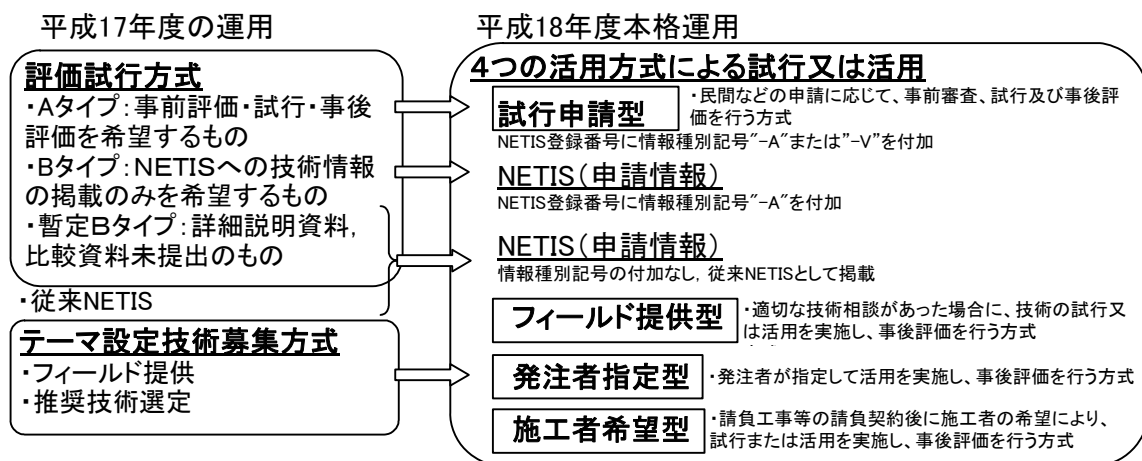 平成17年度の運用
評価試行方式
・Aタイプ：事前評価・試行・事後
評価を希望するもの
・Bタイプ：NETISへの技術情報
の掲載のみを希望するもの
・暫定Bタイプ：詳細説明資料，
比較資料未提出のもの
・従来NETIS
テーマ設定技術募集方式
・フィールド提供
・推奨技術選定
平成18年度本格運用
4つの活用方式による試行又は活用
試行申請型
・民間などの申請に応じて、事前審査、試行及び事後評
価を行う方式
NETIS登録番号に情報種別記号"-A"または"-V"を付加
NETIS（申請情報）
NETIS登録番号に情報種別記号"-A"を付加
NETIS（申請情報）
情報種別記号の付加なし，従来NETISとして掲載
フィールド提供型
・適切な技術相談があった場合に、技術の試行又
は活用を実施し、事後評価を行う方式
発注者指定型
・発注者が指定して活用を実施し、事後評価を行う方式
施工者希望型
・請負工事等の請負契約後に施工者の希望により、
試行または活用を実施し、事後評価を行う方式